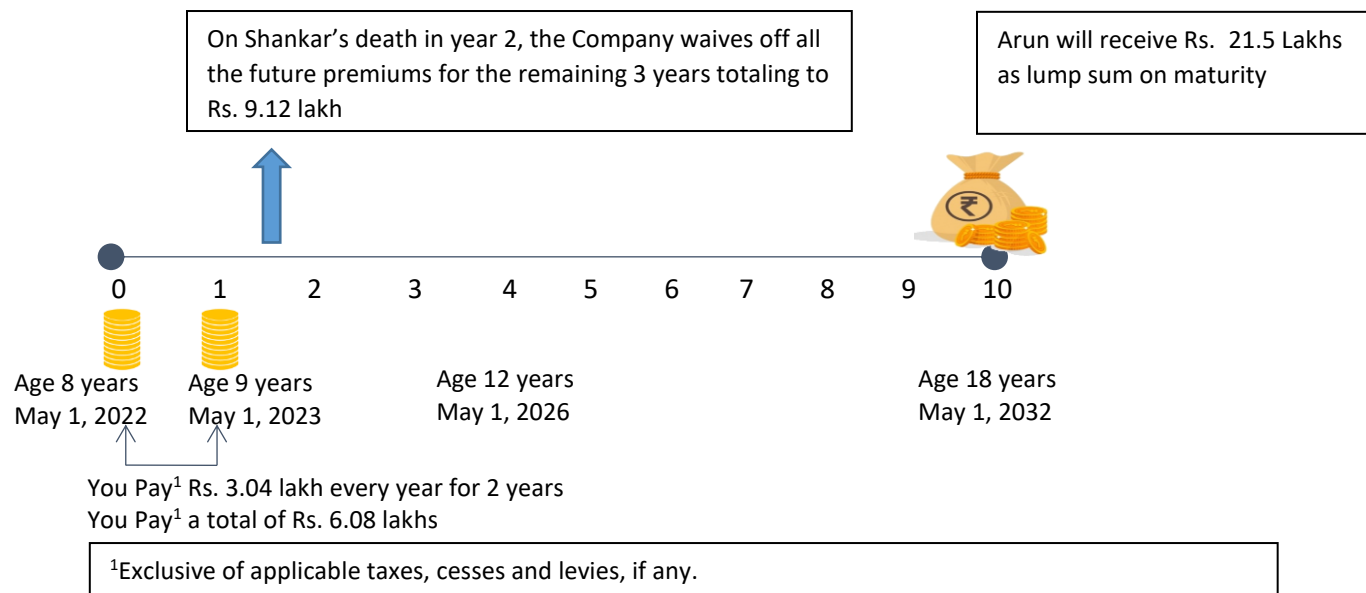 On Shankar’s death in year 2, the Company waives off all
the future premiums for the remaining 3 years totaling to
Rs. 9.12 lakh
Arun will receive Rs.  21.5 Lakhs
as lump sum on maturity
₹
0 1 2 3 4 5 6 7 8 9 10
Age 8 years
May 1, 2022
Age 9 years
May 1, 2023
Age 12 years
May 1, 2026
Age 18 years
May 1, 2032
You Pay¹ Rs. 3.04 lakh every year for 2 years
You Pay¹ a total of Rs. 6.08 lakhs
¹Exclusive of applicable taxes, cesses and levies, if any.